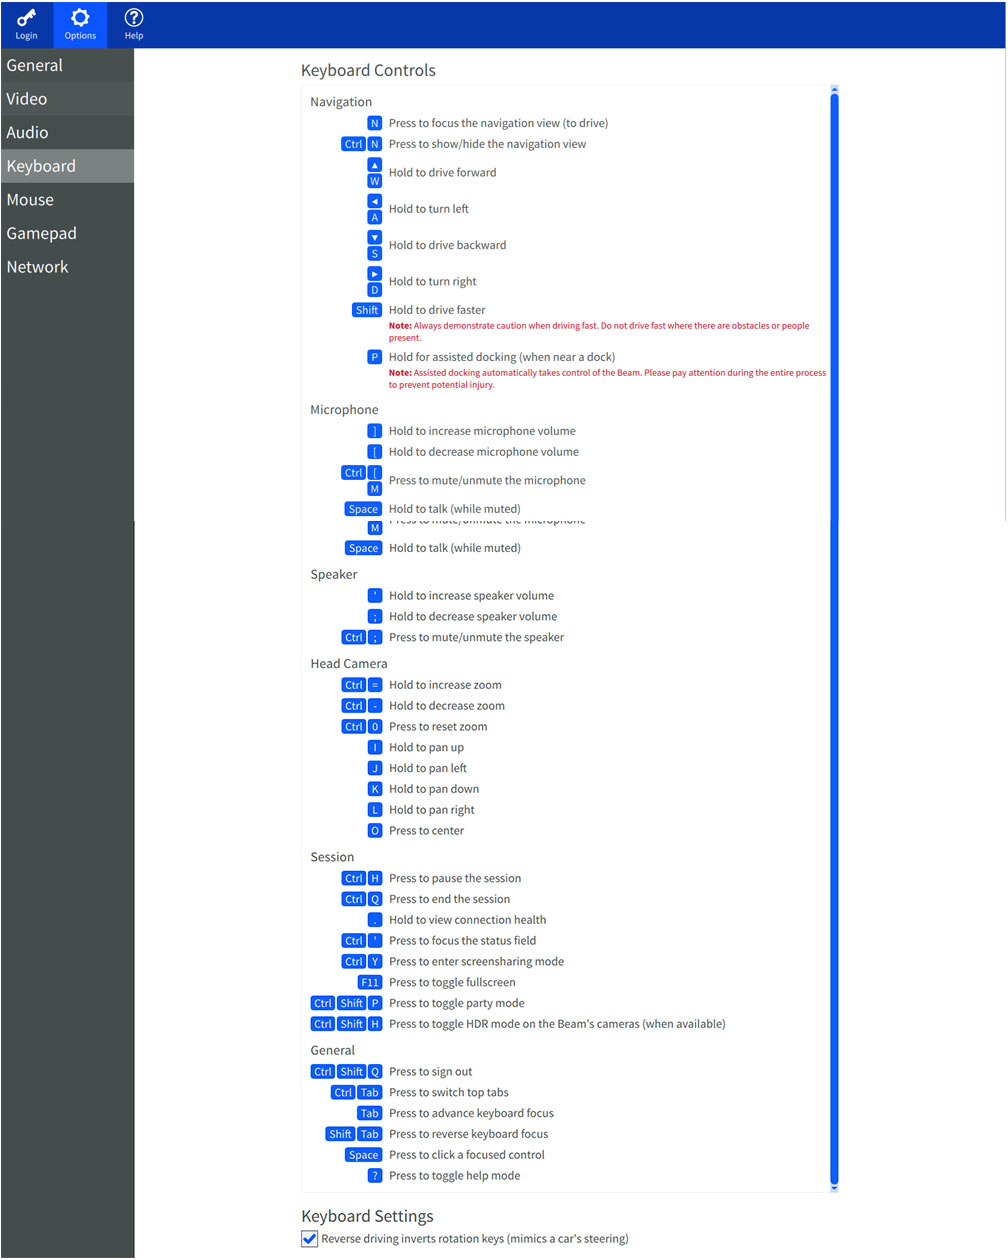 Login Options Help
General
Video
Audio
Keyboard
Mouse
Gamepad
Network
Keyboard Controls
Navigation
N Press to focus the navigation view (to drive)
Ctrl N Press to show/hide the navigation view
▲
W Hold to drive forward
◄
A Hold to turn left
▼
S Hold to drive backward
►
D Hold to turn right
Shift Hold to drive faster
Note: Always demonstrate caution when driving fast. Do not drive fast where there are obstacles or people
present.
P Hold for assisted docking (when near a dock)
Note: Assisted docking automatically takes control of the Beam. Please pay attention during the entire process
to prevent potential injury.
Microphone
] Hold to increase microphone volume
[ Hold to decrease microphone volume
Ctrl [
M Press to mute/unmute the microphone
Space Hold to talk (while muted)
Press to mute/unmute the microphone
M
Space Hold to talk (while muted)
Speaker
' Hold to increase speaker volume
; Hold to decrease speaker volume
Ctrl ; Press to mute/unmute the speaker
Head Camera
Ctrl = Hold to increase zoom
Ctrl - Hold to decrease zoom
Ctrl 0 Press to reset zoom
I Hold to pan up
J Hold to pan left
K Hold to pan down
L Hold to pan right
O Press to center
Session
Ctrl H Press to pause the session
Ctrl Q Press to end the session
. Hold to view connection health
Ctrl ' Press to focus the status field
Ctrl Y Press to enter screensharing mode
F11 Press to toggle fullscreen
Ctrl Shift P Press to toggle party mode
Ctrl Shift H Press to toggle HDR mode on the Beam's cameras (when available)
General
Ctrl Shift Q Press to sign out
Ctrl Tab Press to switch top tabs
Tab Press to advance keyboard focus
Shift Tab Press to reverse keyboard focus
Space Press to click a focused control
? Press to toggle help mode
Keyboard Settings
Reverse driving inverts rotation keys (mimics a car's steering)